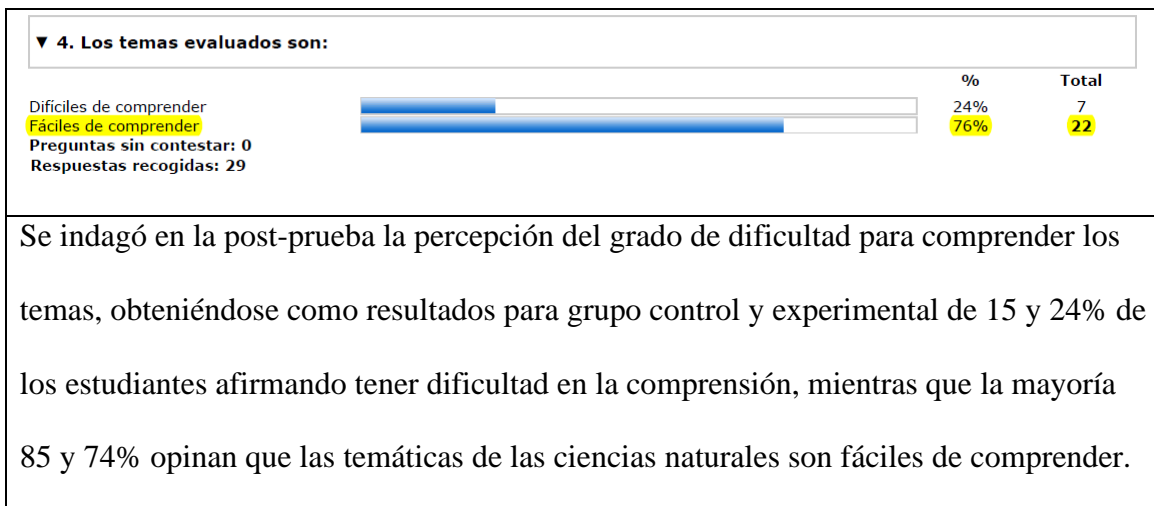 ▼ 4. Los temas evaluados son:
% Total
Difíciles de comprender 24% 7
Fáciles de comprender 76% 22
Preguntas sin contestar: 0
Respuestas recogidas: 29
Se indagó en la post-prueba la percepción del grado de dificultad para comprender los
temas, obteniéndose como resultados para grupo control y experimental de 15 y 24% de
los estudiantes afirmando tener dificultad en la comprensión, mientras que la mayoría
85 y 74% opinan que las temáticas de las ciencias naturales son fáciles de comprender.